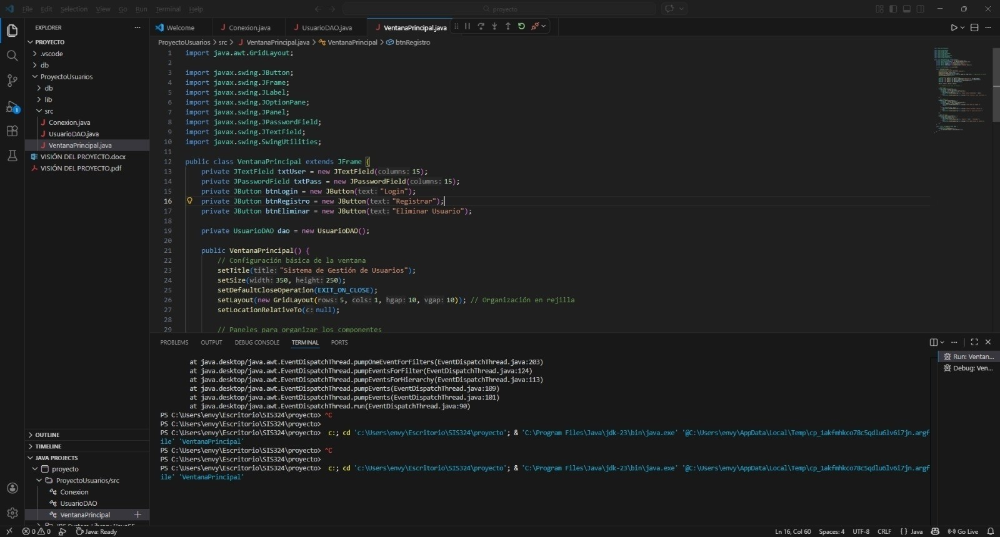 File Edit Selection View Go Run Terminal Help
proyecto
EXPLORER
Welcome
Conexion.java
UsuarioDAO.java
VentanaPrincipal.java
PROYECTO
.vscode
db
ProyectoUsuarios
db
lib
src
Conexion.java
UsuarioDAO.java
VentanaPrincipal.java
VISIÓN DEL PROYECTO.docx
VISIÓN DEL PROYECTO.pdf
OUTLINE
TIMELINE
JAVA PROJECTS
proyecto
ProyectoUsuarios/src
Conexion
UsuarioDAO
VentanaPrincipal
ProyectoUsuarios > src > VentanaPrincipal.java > VentanaPrincipal > btnRegistro
1 import java.awt.GridLayout;
2
3 import javax.swing.JButton;
4 import javax.swing.JFrame;
5 import javax.swing.JLabel;
6 import javax.swing.JOptionPane;
7 import javax.swing.JPanel;
8 import javax.swing.JPasswordField;
9 import javax.swing.JTextField;
10 import javax.swing.SwingUtilities;
11
12 public class VentanaPrincipal extends JFrame {
13 private JTextField txtUser = new JTextField(columns: 15);
14 private JPasswordField txtPass = new JPasswordField(columns: 15);
15 private JButton btnLogin = new JButton(text: "Login");
16 private JButton btnRegistro = new JButton(text: "Registrar");
17 private JButton btnEliminar = new JButton(text: "Eliminar Usuario");
18
19 private UsuarioDAO dao = new UsuarioDAO();
20
21 public VentanaPrincipal() {
22 // Configuración básica de la ventana
23 setTitle(title: "Sistema de Gestión de Usuarios");
24 setSize(width: 350, height: 250);
25 setDefaultCloseOperation(EXIT_ON_CLOSE);
26 setLayout(new GridLayout(rows: 5, cols: 1, hgap: 10, vgap: 10)); // Organización en rejilla
27 setLocationRelativeTo(c: null);
28
29 // Paneles para organizar los componentes
PROBLEMS OUTPUT DEBUG CONSOLE TERMINAL PORTS
at java.desktop/java.awt.EventDispatchThread.pumpOneEventForFilters(EventDispatchThread.java:203)
at java.desktop/java.awt.EventDispatchThread.pumpEventsForFilter(EventDispatchThread.java:124)
at java.desktop/java.awt.EventDispatchThread.pumpEventsForHierarchy(EventDispatchThread.java:113)
at java.desktop/java.awt.EventDispatchThread.pumpEvents(EventDispatchThread.java:109)
at java.desktop/java.awt.EventDispatchThread.pumpEvents(EventDispatchThread.java:101)
at java.desktop/java.awt.EventDispatchThread.run(EventDispatchThread.java:90)
PS C:\Users\envy\Escritorio\SIS324\proyecto> ^C
PS C:\Users\envy\Escritorio\SIS324\proyecto>
PS C:\Users\envy\Escritorio\SIS324\proyecto> c:; cd 'c:\Users\envy\Escritorio\SIS324\proyecto'; & 'C:\Program Files\Java\jdk-23\bin\java.exe' '@C:\Users\envy\AppData\Local\Temp\cp_1akfmhkco78c5qdlu6lv6i7jn.argf
ile' 'VentanaPrincipal'
PS C:\Users\envy\Escritorio\SIS324\proyecto> ^C
PS C:\Users\envy\Escritorio\SIS324\proyecto>
PS C:\Users\envy\Escritorio\SIS324\proyecto> c:; cd 'c:\Users\envy\Escritorio\SIS324\proyecto'; & 'C:\Program Files\Java\jdk-23\bin\java.exe' '@C:\Users\envy\AppData\Local\Temp\cp_1akfmhkco78c5qdlu6lv6i7jn.argf
ile' 'VentanaPrincipal'
Run: Ventan...
Debug: Ven...
1
0 0 Java: Ready
Ln 16, Col 60 Spaces: 4 UTF-8 CRLF { } Java Go Live